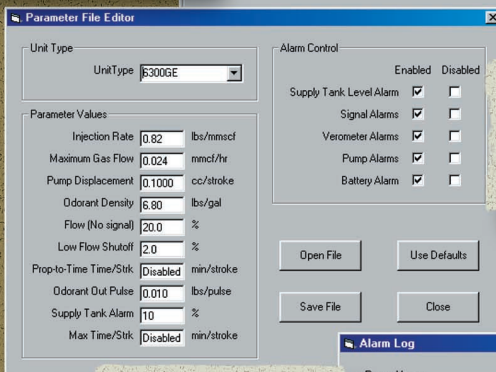 Parameter File Editor
Unit Type
UnitType 6300GE
Parameter Values
Injection Rate 0.82 lbs/mmscf
Maximum Gas Flow 0.024 mmcf/hr
Pump Displacement 0.1000 cc/stroke
Odorant Density 6.80 lbs/gal
Flow (No signal) 20.0 %
Low Flow Shutoff 2.0 %
Prop-to-Time Time/Strk Disabled min/stroke
Odorant Out Pulse 0.010 lbs/pulse
Supply Tank Alarm 10 %
Max Time/Strk Disabled min/stroke
Alarm Control
Enabled Disabled
Supply Tank Level Alarm
Signal Alarms
Verometer Alarms
Pump Alarms
Battery Alarm
Open File Use Defaults
Save File Close
Alarm Log